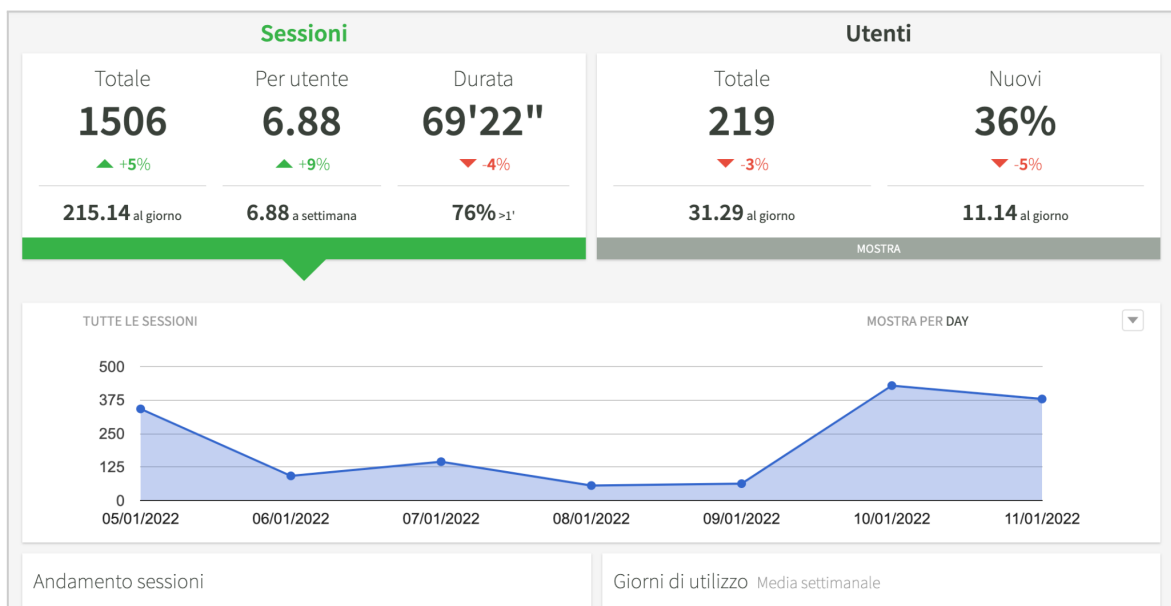 Sessioni
Utenti
Totale
Per utente
Durata
Totale
Nuovi
1506
6.88
69'22"
219
36%
+5%
+9%
-4%
-3%
-5%
215.14 al giorno
6.88 a settimana
76% >1'
31.29 al giorno
11.14 al giorno
MOSTRA
TUTTE LE SESSIONI
MOSTRA PER DAY
500
375
250
125
0
05/01/2022
06/01/2022
07/01/2022
08/01/2022
09/01/2022
10/01/2022
11/01/2022
Andamento sessioni
Giorni di utilizzo Media settimanale